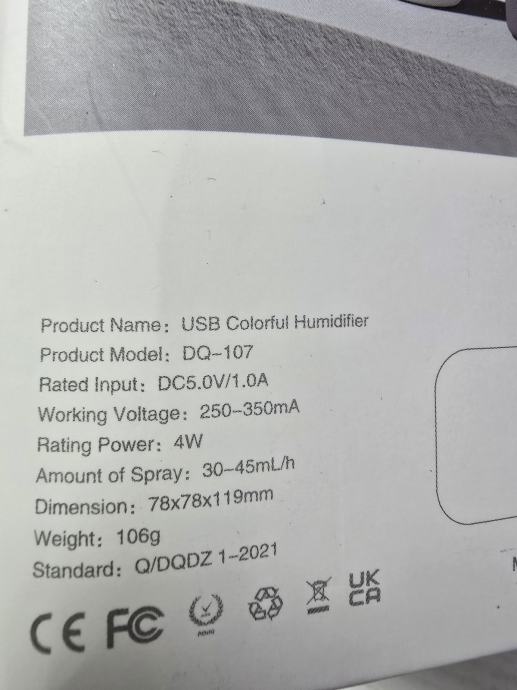 Product Name: USB Colorful Humidifier
Product Model: DQ-107
Rated Input: DC5.0V/1.0A
Working Voltage: 250-350mA
Rating Power: 4W
Amount of Spray: 30-45mL/h
Dimension: 78x78x119mm
Weight: 106g
Standard: Q/DQDZ 1-2021
CE FC UK
CA